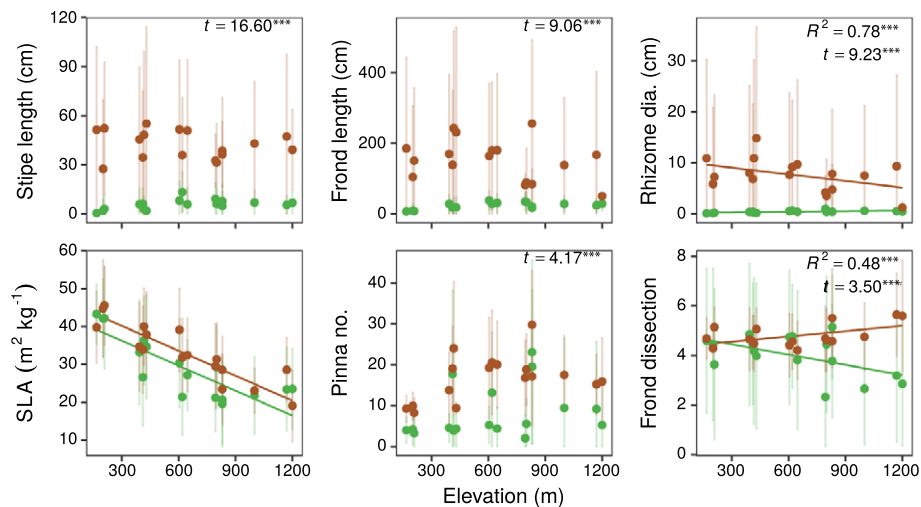 t = 16.60***
Stipe length (cm)
120
90
60
30
0
t = 9.06***
Frond length (cm)
400
200
0
R² = 0.78***
t = 9.23***
Rhizome dia. (cm)
30
20
10
0
SLA (m² kg⁻¹)
60
50
40
30
20
10
300 600 900 1200
t = 4.17***
Pinna no.
40
30
20
10
0
300 600 900 1200
R² = 0.48***
t = 3.50***
Frond dissection
8
6
4
2
0
300 600 900 1200
Elevation (m)